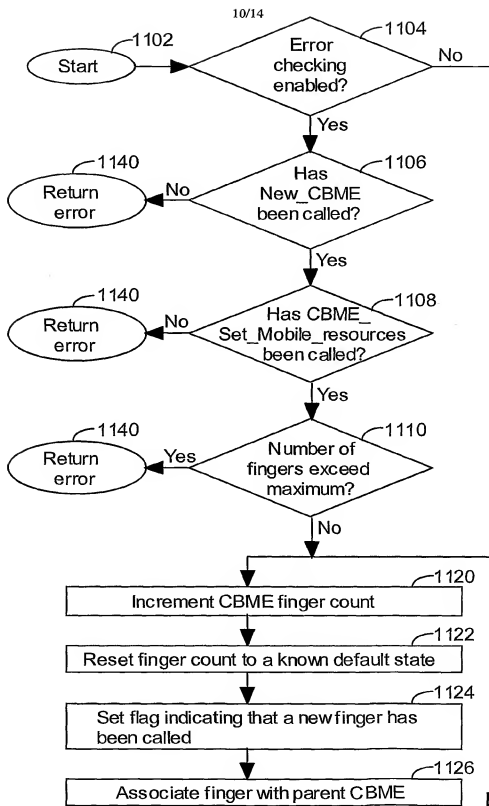 10/14
1102
Start
1104
Error
checking
enabled?
No
Yes
1140
Return
error
No
1106
Has
New_CBME
been called?
Yes
1140
Return
error
No
1108
Has CBME_
Set_Mobile_resources
been called?
Yes
1140
Return
error
Yes
1110
Number of
fingers exceed
maximum?
No
1120
Increment CBME finger count
1122
Reset finger count to a known default state
1124
Set flag indicating that a new finger has
been called
1126
Associate finger with parent CBME